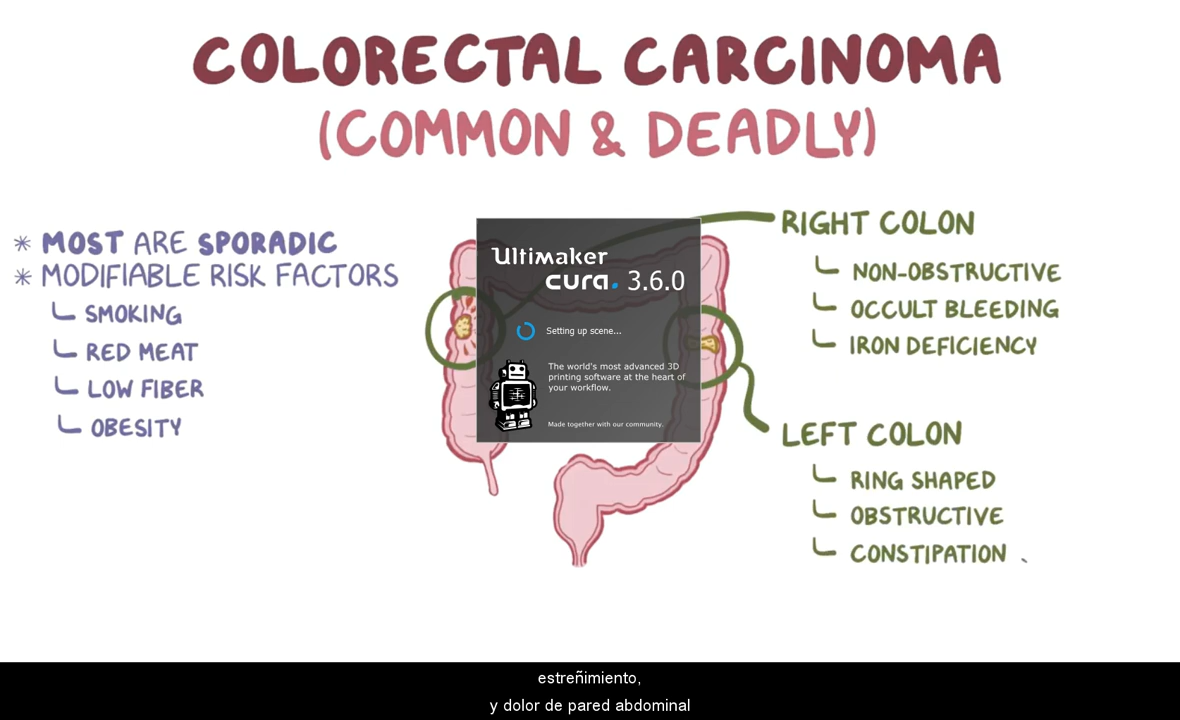 COLORECTAL CARCINOMA
(COMMON & DEADLY)
* MOST ARE SPORADIC
* MODIFIABLE RISK FACTORS
SMOKING
RED MEAT
LOW FIBER
OBESITY
Ultimaker
cura. 3.6.0
Setting up scene...
The world's most advanced 3D
printing software at the heart of
your workflow.
Made together with our community.
RIGHT COLON
NON-OBSTRUCTIVE
OCCULT BLEEDING
IRON DEFICIENCY
LEFT COLON
RING SHAPED
OBSTRUCTIVE
CONSTIPATION
estreñimiento,
y dolor de pared abdominal